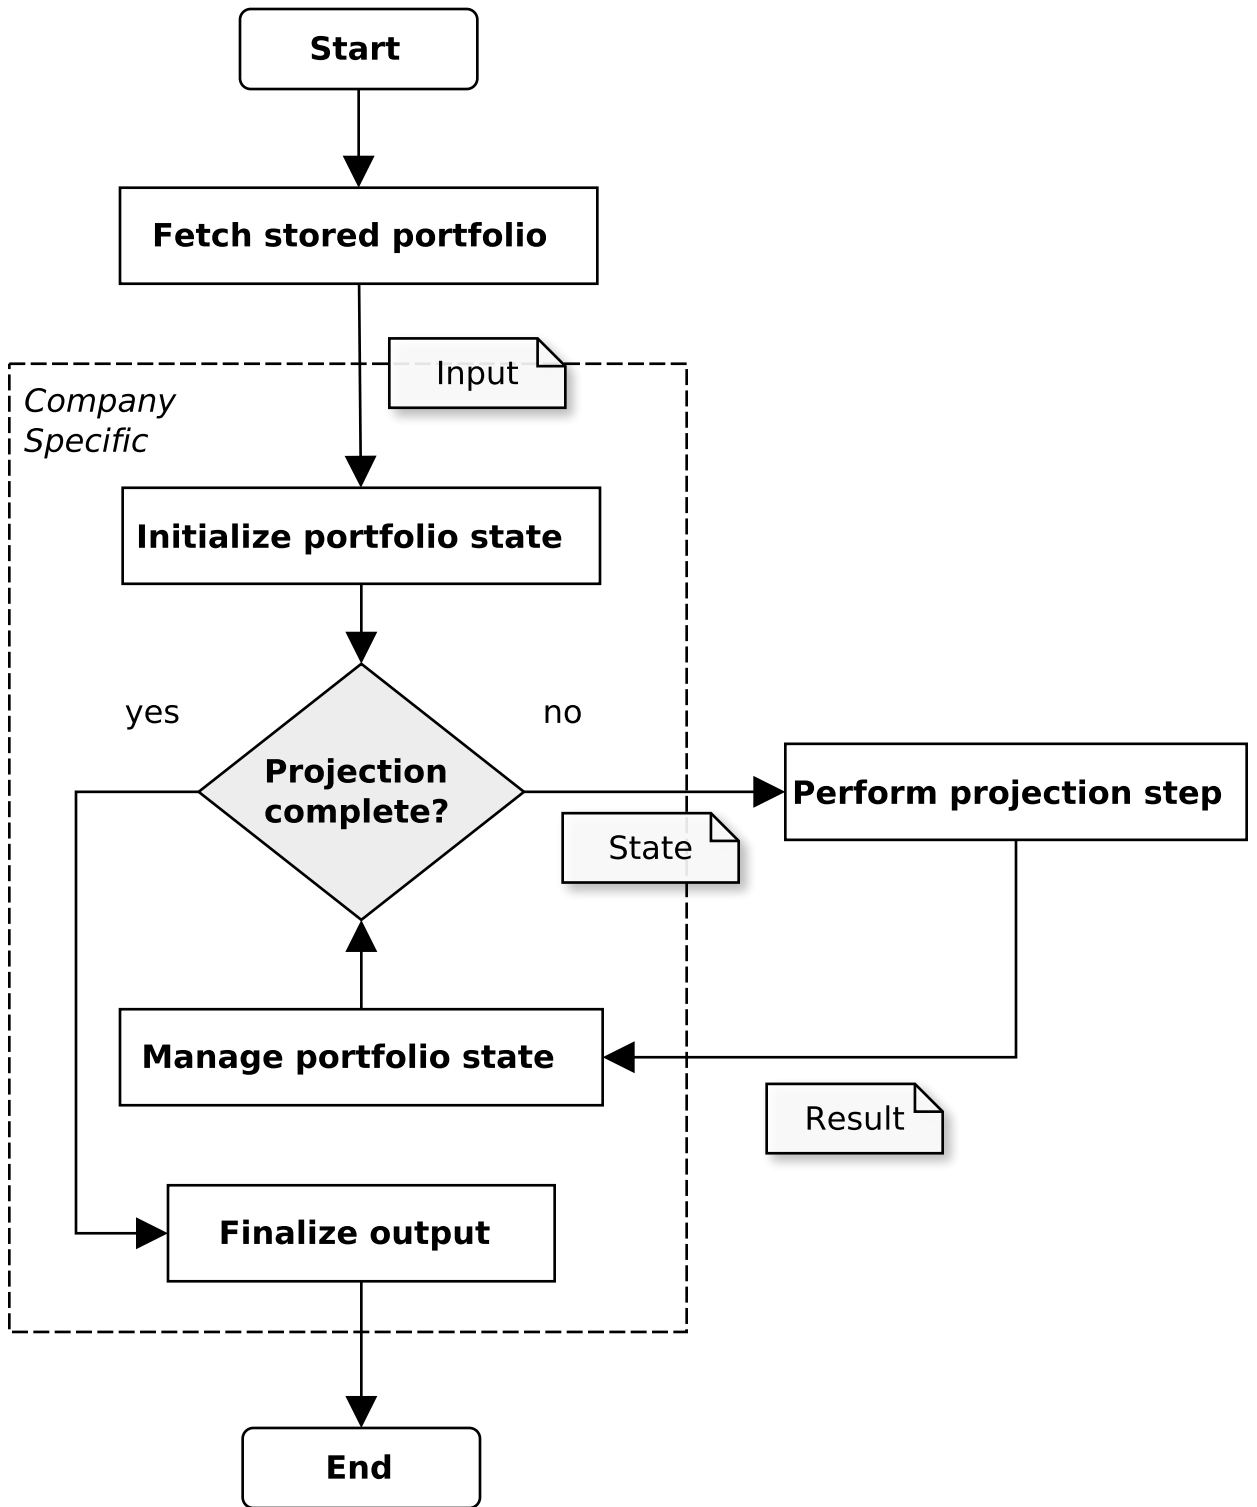 Start
Fetch stored portfolio
Input
Company
Specific
Initialize portfolio state
yes
no
Projection
complete?
Perform projection step
State
Manage portfolio state
Result
Finalize output
End